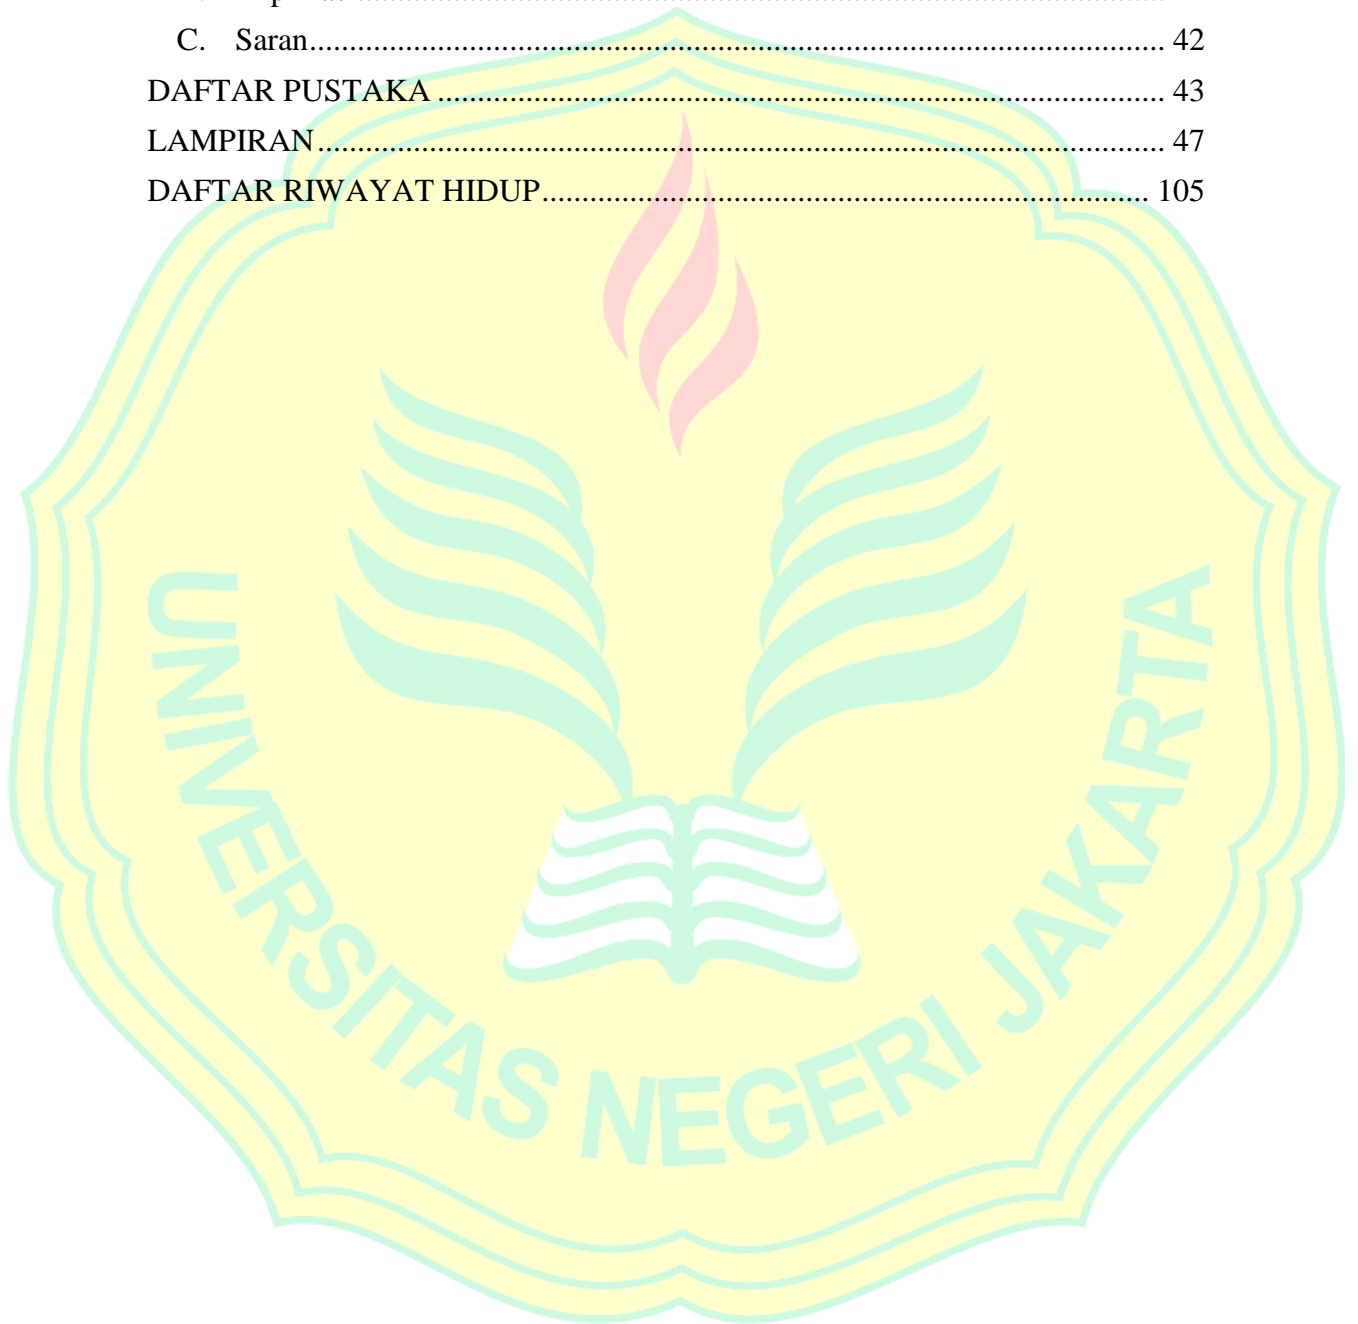 C. Saran........................................................................................................... 42
DAFTAR PUSTAKA ........................................................................................... 43
LAMPIRAN.......................................................................................................... 47
DAFTAR RIWAYAT HIDUP............................................................................ 105
UNIVERSITAS NEGERI JAKARTA